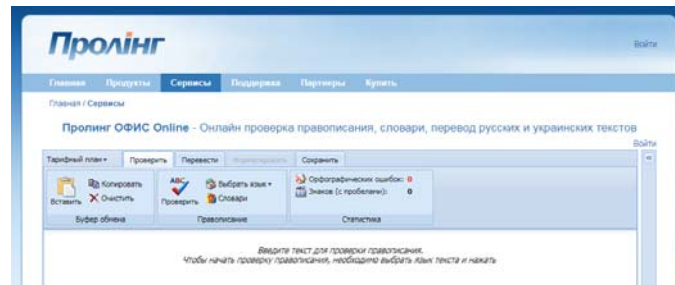 Пролінг
Войти
Главная Продукты Сервисы Поддержка Партнеры Купить
Главная / Сервисы
Пролинг ОФИС Online - Онлайн проверка правописания, словари, перевод русских и украинских текстов
Войти
Тарифный план Проверить Перевести Форматировать Сохранить
Вставить Копировать Очистить ABC Проверить Выбрать язык Словари Орфографических ошибок: 0
Знаков (с пробелами): 0
Буфер обмена Правописание Статистика
Введите текст для проверки правописания.
Чтобы начать проверку правописания, необходимо выбрать язык текста и нажать